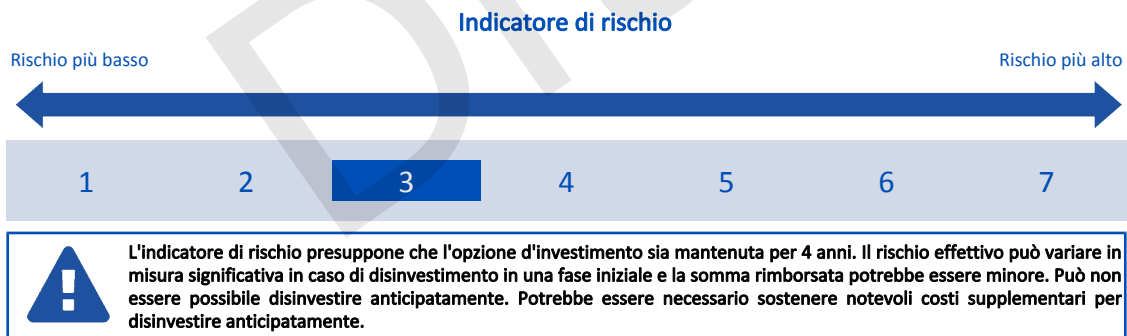 Indicatore di rischio
Rischio più basso
Rischio più alto
1 2 3 4 5 6 7
L'indicatore di rischio presuppone che l'opzione d'investimento sia mantenuta per 4 anni. Il rischio effettivo può variare in
misura significativa in caso di disinvestimento in una fase iniziale e la somma rimborsata potrebbe essere minore. Può non
essere possibile disinvestire anticipatamente. Potrebbe essere necessario sostenere notevoli costi supplementari per
disinvestire anticipatamente.